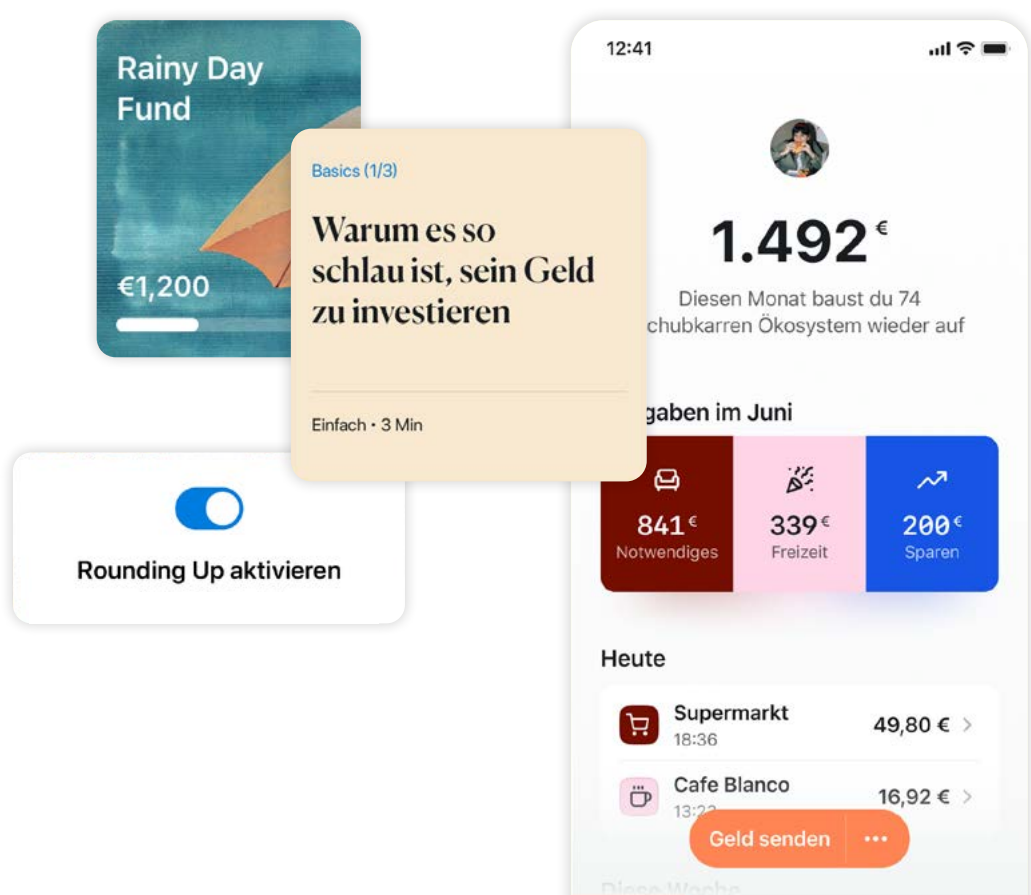 Rainy Day
Fund
€1,200
Basics (1/3)
Warum es so
schlau ist, sein Geld
zu investieren
Einfach • 3 Min
Rounding Up aktivieren
12:41
1.492 €
Diesen Monat baust du 74
chubkarren Ökosystem wieder auf
gaben im Juni
841 €
Notwendiges
339 €
Freizeit
200 €
Sparen
Heute
Supermarkt
18:36
49,80 €
Cafe Blanco
16,92 €
Geld senden
Diese Woche